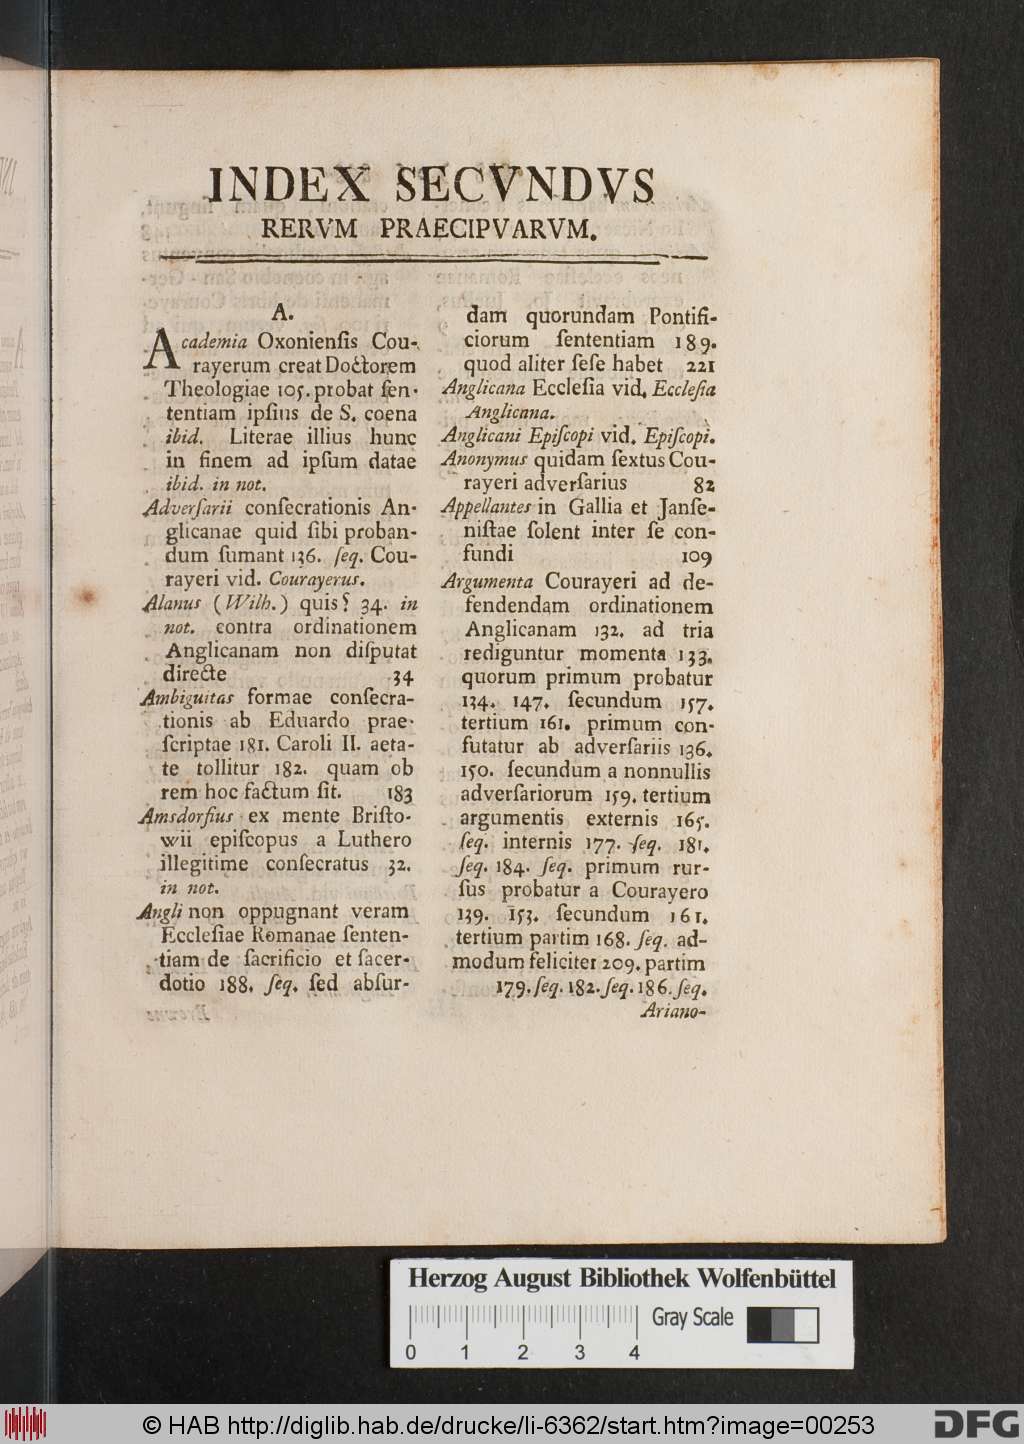 INDEX SECVNDVS
RERVM PRAECIPVARVM.
A.
Academia Oxonienſis Cou-
rayerum creat Doctorem
Theologiae 105. probat ſen-
tentiam ipſius de S. coena
ibid. Literae illius hunc
in finem ad ipſum datae
ibid. in not.
Adverſarii conſecrationis An-
glicanae quid ſibi proban-
dum ſumant 136. ſeq. Cou-
rayeri vid. Courayerus.
Alanus (Wilh.) quis? 34. in
not. contra ordinationem
Anglicanam non diſputat
directe 34
Ambiguitas formae conſecra-
tionis ab Eduardo prae-
ſcriptae 181. Caroli II. aeta-
te tollitur 182. quam ob
rem hoc factum ſit. 183
Amsdorfius ex mente Briſto-
wii epiſcopus a Luthero
illegitime conſecratus 32.
in not.
Angli non oppugnant veram
Eccleſiae Romanae ſenten-
tiam de ſacrificio et ſacer-
dotio 188. ſeq. ſed abſur-
dam quorundam Pontifi-
ciorum ſententiam 189.
quod aliter ſeſe habet 221
Anglicana Eccleſia vid. Eccleſia
Anglicana.
Anglicani Epiſcopi vid. Epiſcopi.
Anonymus quidam ſextus Cou-
rayeri adverſarius 82
Appellantes in Gallia et Janſe-
niſtae ſolent inter ſe con-
fundi 109
Argumenta Courayeri ad de-
fendendam ordinationem
Anglicanam 132. ad tria
rediguntur momenta 133.
quorum primum probatur
134. 147. ſecundum 157.
tertium 161. primum con-
futatur ab adverſariis 136.
150. ſecundum a nonnullis
adverſariorum 159. tertium
argumentis externis 165.
ſeq. internis 177. ſeq. 181.
ſeq. 184. ſeq. primum rur-
ſus probatur a Courayero
139. 153. ſecundum 161.
tertium partim 168. ſeq. ad-
modum feliciter 209. partim
179. ſeq. 182. ſeq. 186. ſeq.
Ariano-
Herzog August Bibliothek Wolfenbüttel
Gray Scale
0 1 2 3 4
© HAB http://diglib.hab.de/drucke/li-6362/start.htm?image=00253
DFG